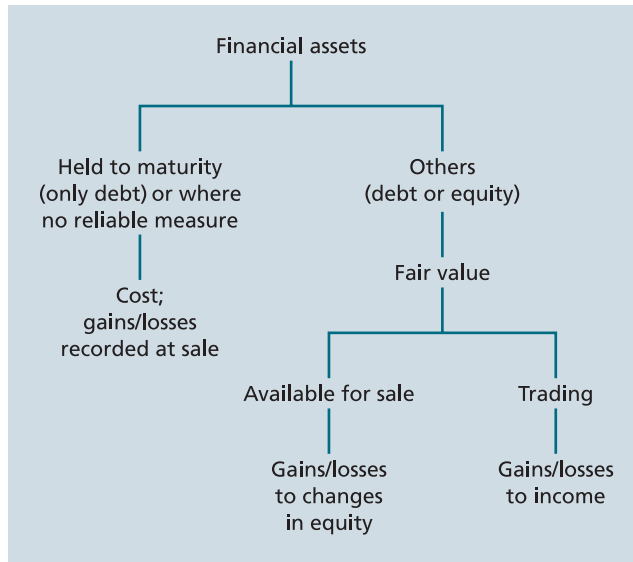 Financial assets
Held to maturity
(only debt) or where
no reliable measure
Others
(debt or equity)
Fair value
Cost;
gains/losses
recorded at sale
Available for sale
Trading
Gains/losses
to changes
in equity
Gains/losses
to income